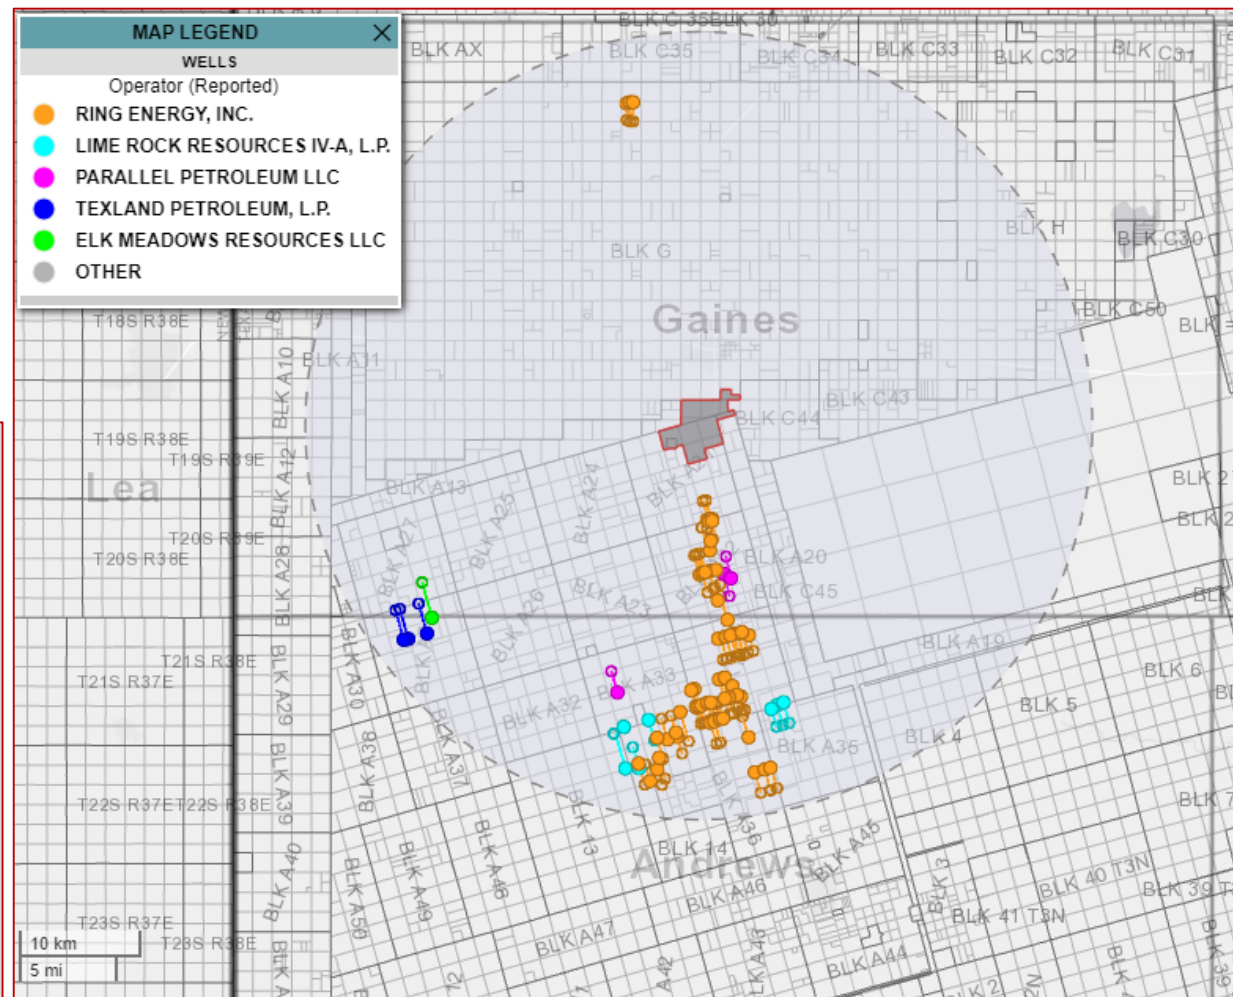 MAP LEGEND
WELLS
Operator (Reported)
RING ENERGY, INC.
LIME ROCK RESOURCES IV-A, L.P.
PARALLEL PETROLEUM LLC
TEXLAND PETROLEUM, L.P.
ELK MEADOWS RESOURCES LLC
OTHER
BLK AX
BLK C35
BLK C34
BLK C33
BLK C32
BLK C31
BLK G
BLK H
BLK C30
Gaines
BLK C50
T18S R38E
BLK A10
BLK A11
BLK C43
BLK C44
T19S R38E
T19S R39E
BLK A12
BLK A13
BLK A24
BLK A25
Lea
BLK A27
T20S R39E
T20S R38E
BLK A28
BLK A20
BLK C45
BLK A23
BLK A26
BLK A19
T21S R38E
T21S R37E
BLK A30
BLK A29
BLK A33
BLK A32
BLK 6
BLK 5
BLK 4
BLK A35
BLK A38
BLK A37
T22S R37E
T22S R38E
BLK A39
BLK 13
BLK A36
BLK 14
Andrews
BLK A45
BLK A48
BLK A49
BLK A40
BLK A50
BLK A46
BLK 3
BLK 40 T3N
BLK 41 T3N
T23S R37E
T23S R38E
BLK A47
BLK A44
10 km
5 mi